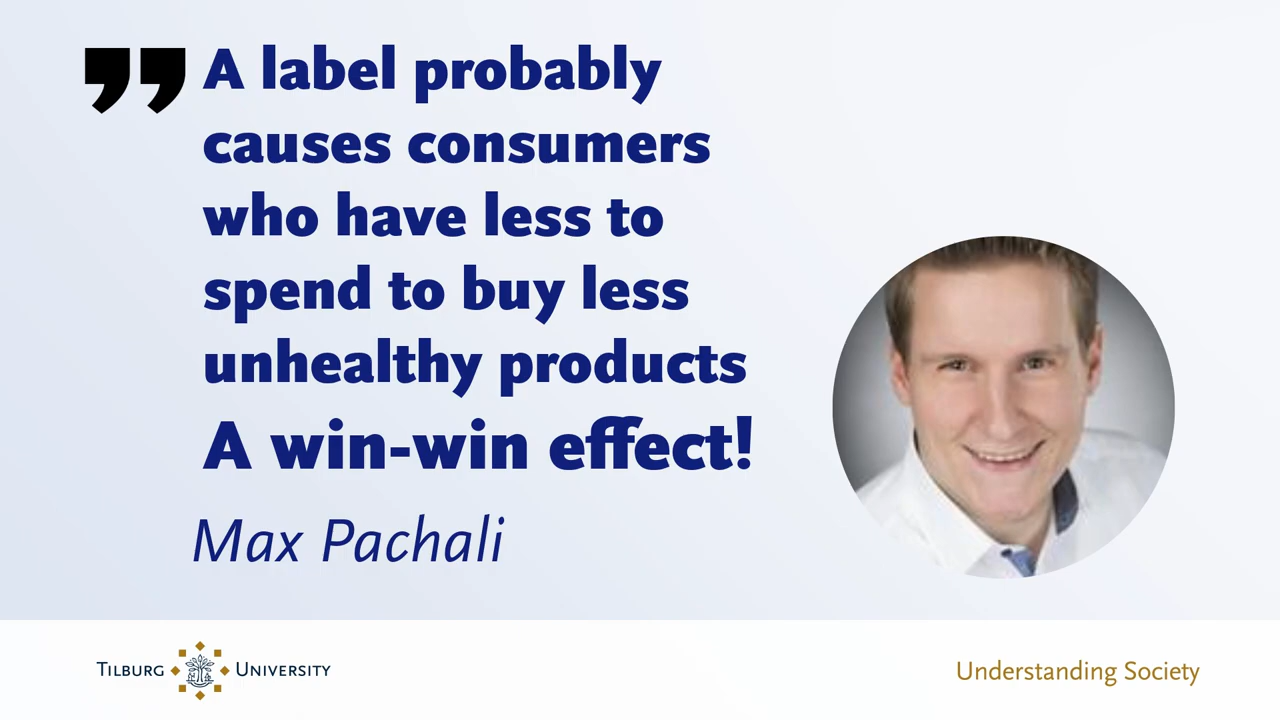 ” A label probably
causes consumers
who have less to
spend to buy less
unhealthy products
A win-win effect!
Max Pachali
TILBURG UNIVERSITY
Understanding Society